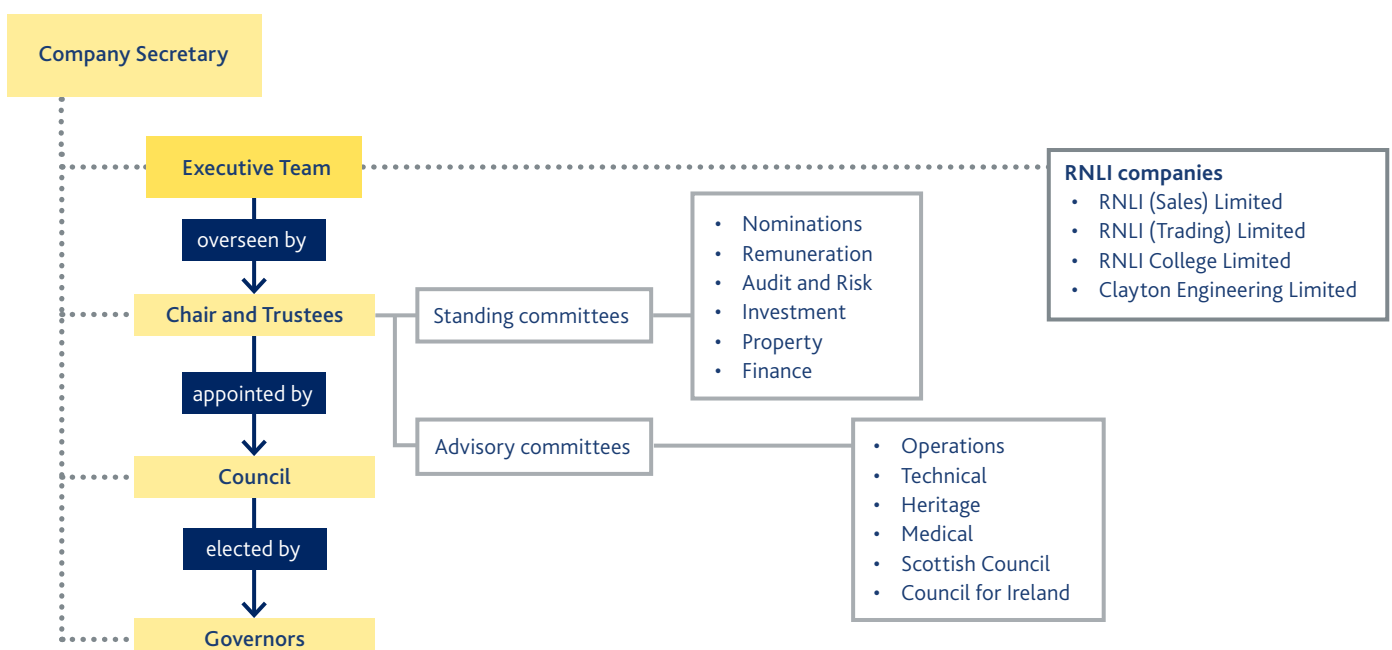 Company Secretary
Executive Team
overseen by
Chair and Trustees
appointed by
Council
elected by
Governors
Standing committees
• Nominations
• Remuneration
• Audit and Risk
• Investment
• Property
• Finance
Advisory committees
• Operations
• Technical
• Heritage
• Medical
• Scottish Council
• Council for Ireland
RNLI companies
• RNLI (Sales) Limited
• RNLI (Trading) Limited
• RNLI College Limited
• Clayton Engineering Limited